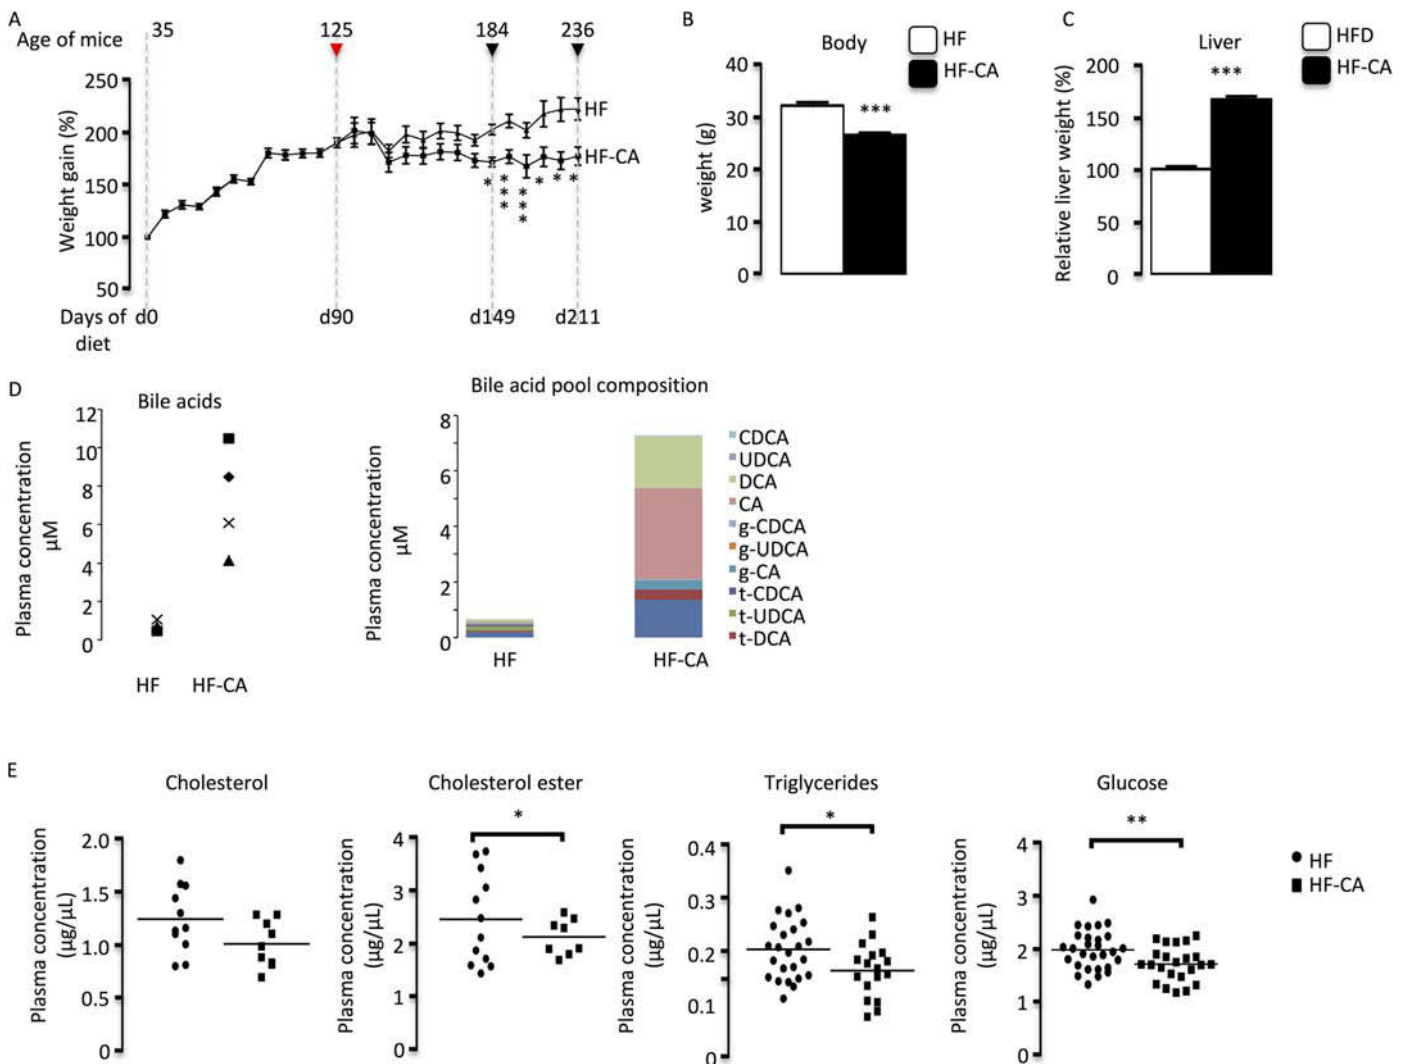 A
Age of mice
35
125
184
236
250
200
150
100
50
Weight gain (%)
HF
HF-CA
*
***
***
*
*
*
Days of
diet
d0
d90
d149
d211
B
Body
HF
HF-CA
***
40
30
20
10
0
weight (g)
C
Liver
HFD
HF-CA
***
200
150
100
50
0
Relative liver weight (%)
D
Bile acids
12
10
8
6
4
2
0
Plasma concentration
µM
HF
HF-CA
Bile acid pool composition
8
6
4
2
0
Plasma concentration
µM
HF
HF-CA
CDCA
UDCA
DCA
CA
g-CDCA
g-UDCA
g-CA
t-CDCA
t-UDCA
t-DCA
E
Cholesterol
2.0
1.5
1.0
0.5
0
Plasma concentration
(µg/µL)
Cholesterol ester
*
4
3
2
1
0
Plasma concentration
(µg/µL)
Triglycerides
*
0.4
0.3
0.2
0.1
0
Plasma concentration
(µg/µL)
Glucose
**
4
3
2
1
0
Plasma concentration
(µg/µL)
HF
HF-CA